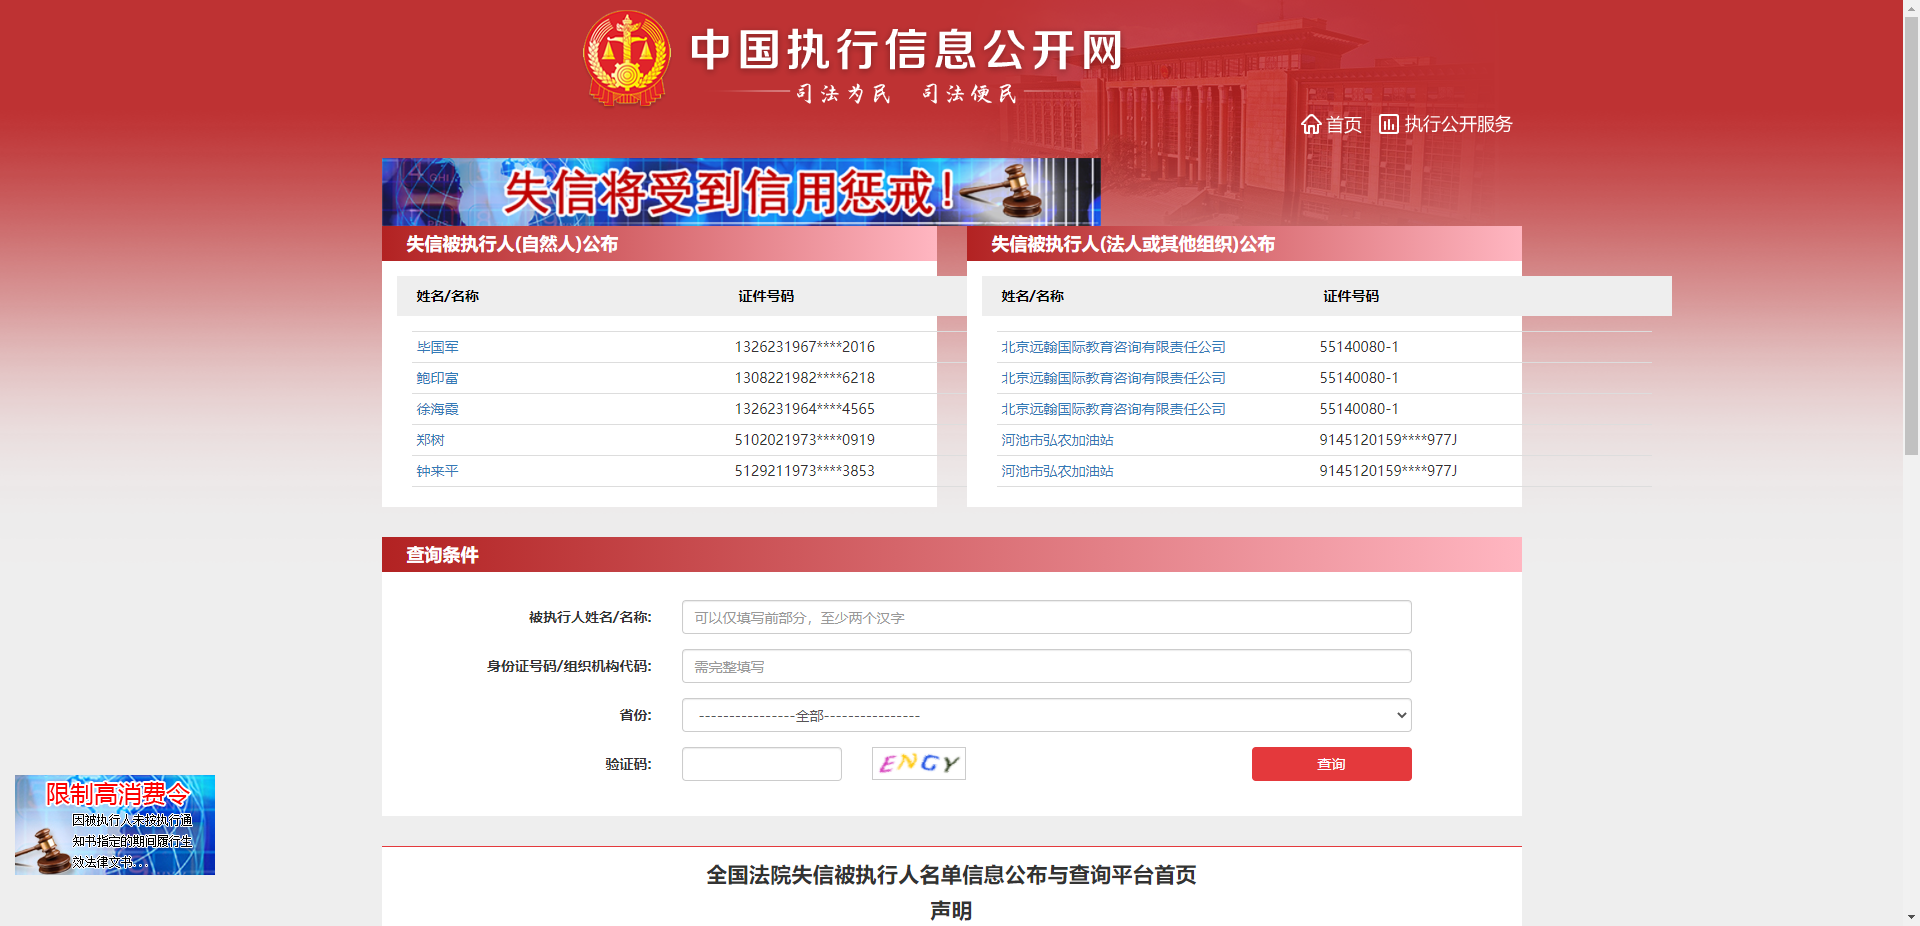 中国执行信息公开网
司法为民 司法便民
首页 执行公开服务
失信将受到信用惩戒!
失信被执行人(自然人)公布
姓名/名称 证件号码
毕国军 1326231967****2016
鲍印富 1308221982****6218
徐海霞 1326231964****4565
郑树 5102021973****0919
钟来平 5129211973****3853
失信被执行人(法人或其他组织)公布
姓名/名称 证件号码
北京远翰国际教育咨询有限责任公司 55140080-1
北京远翰国际教育咨询有限责任公司 55140080-1
北京远翰国际教育咨询有限责任公司 55140080-1
河池市弘农加油站 9145120159****977J
河池市弘农加油站 9145120159****977J
查询条件
被执行人姓名/名称: 可以仅填写前部分，至少两个汉字
身份证号码/组织机构代码: 需完整填写
省份: ----------------全部----------------
验证码: ENGY 查询
限制高消费令
因被执行人未按执行通
知书指定的期间履行生
效法律文书...
全国法院失信被执行人名单信息公布与查询平台首页
声明